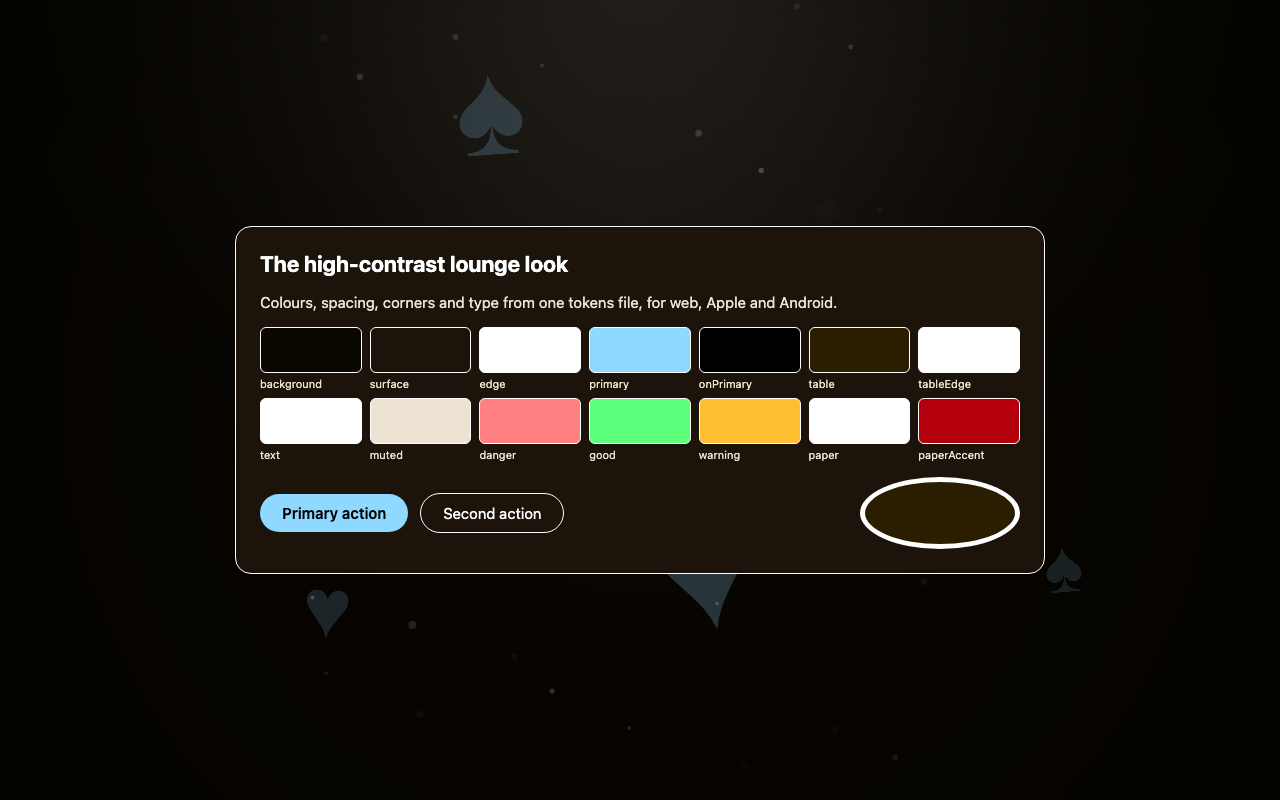 The high-contrast lounge look
Colours, spacing, corners and type from one tokens file, for web, Apple and Android.
background surface edge primary onPrimary table tableEdge
text muted danger good warning paper paperAccent
Primary action Second action